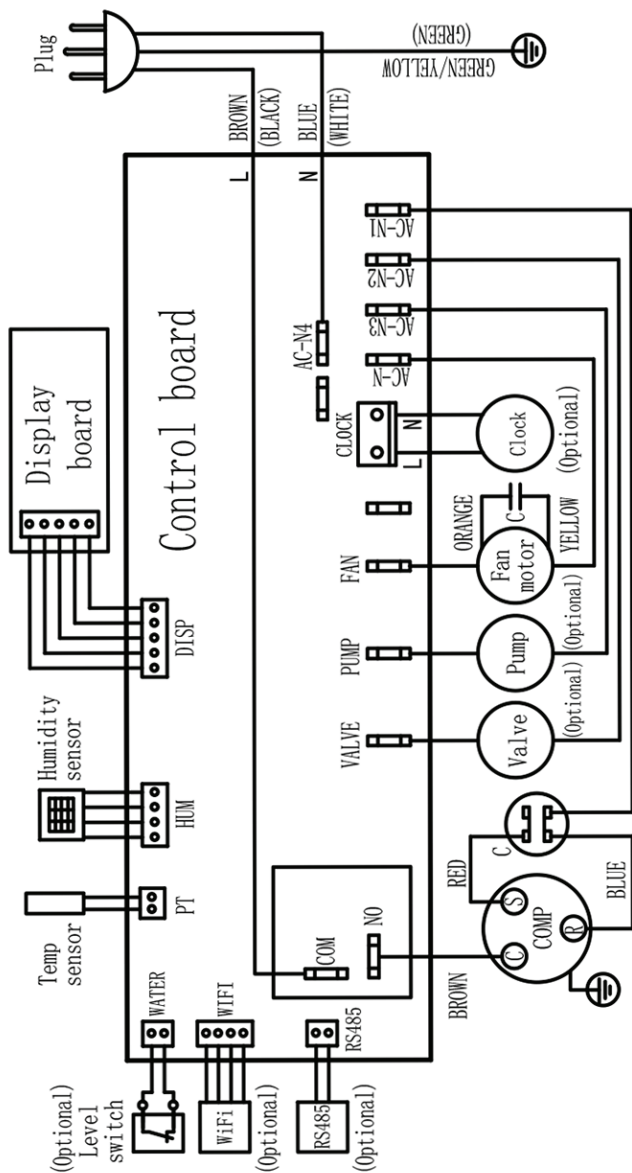 Plug
BROWN
(BLACK)
BLUE
(WHITE)
GREEN/YELLOW
(GREEN)
L
N
Display
board
Control board
DISP
Humidity
sensor
HUM
Temp
sensor
PT
(Optional)
Level
switch
WATER
WiFi
(Optional)
WIFI
RS485
(Optional)
RS485
COM
NO
AC-N4
AC-N1
AC-N2
AC-N3
AC-N
CLOCK
L
N
Clock
(Optional)
FAN
ORANGE
C
YELLOW
Fan
motor
PUMP
Pump
(Optional)
VALVE
Valve
(Optional)
C
RED
BLUE
BROWN
C
S
R
COMP